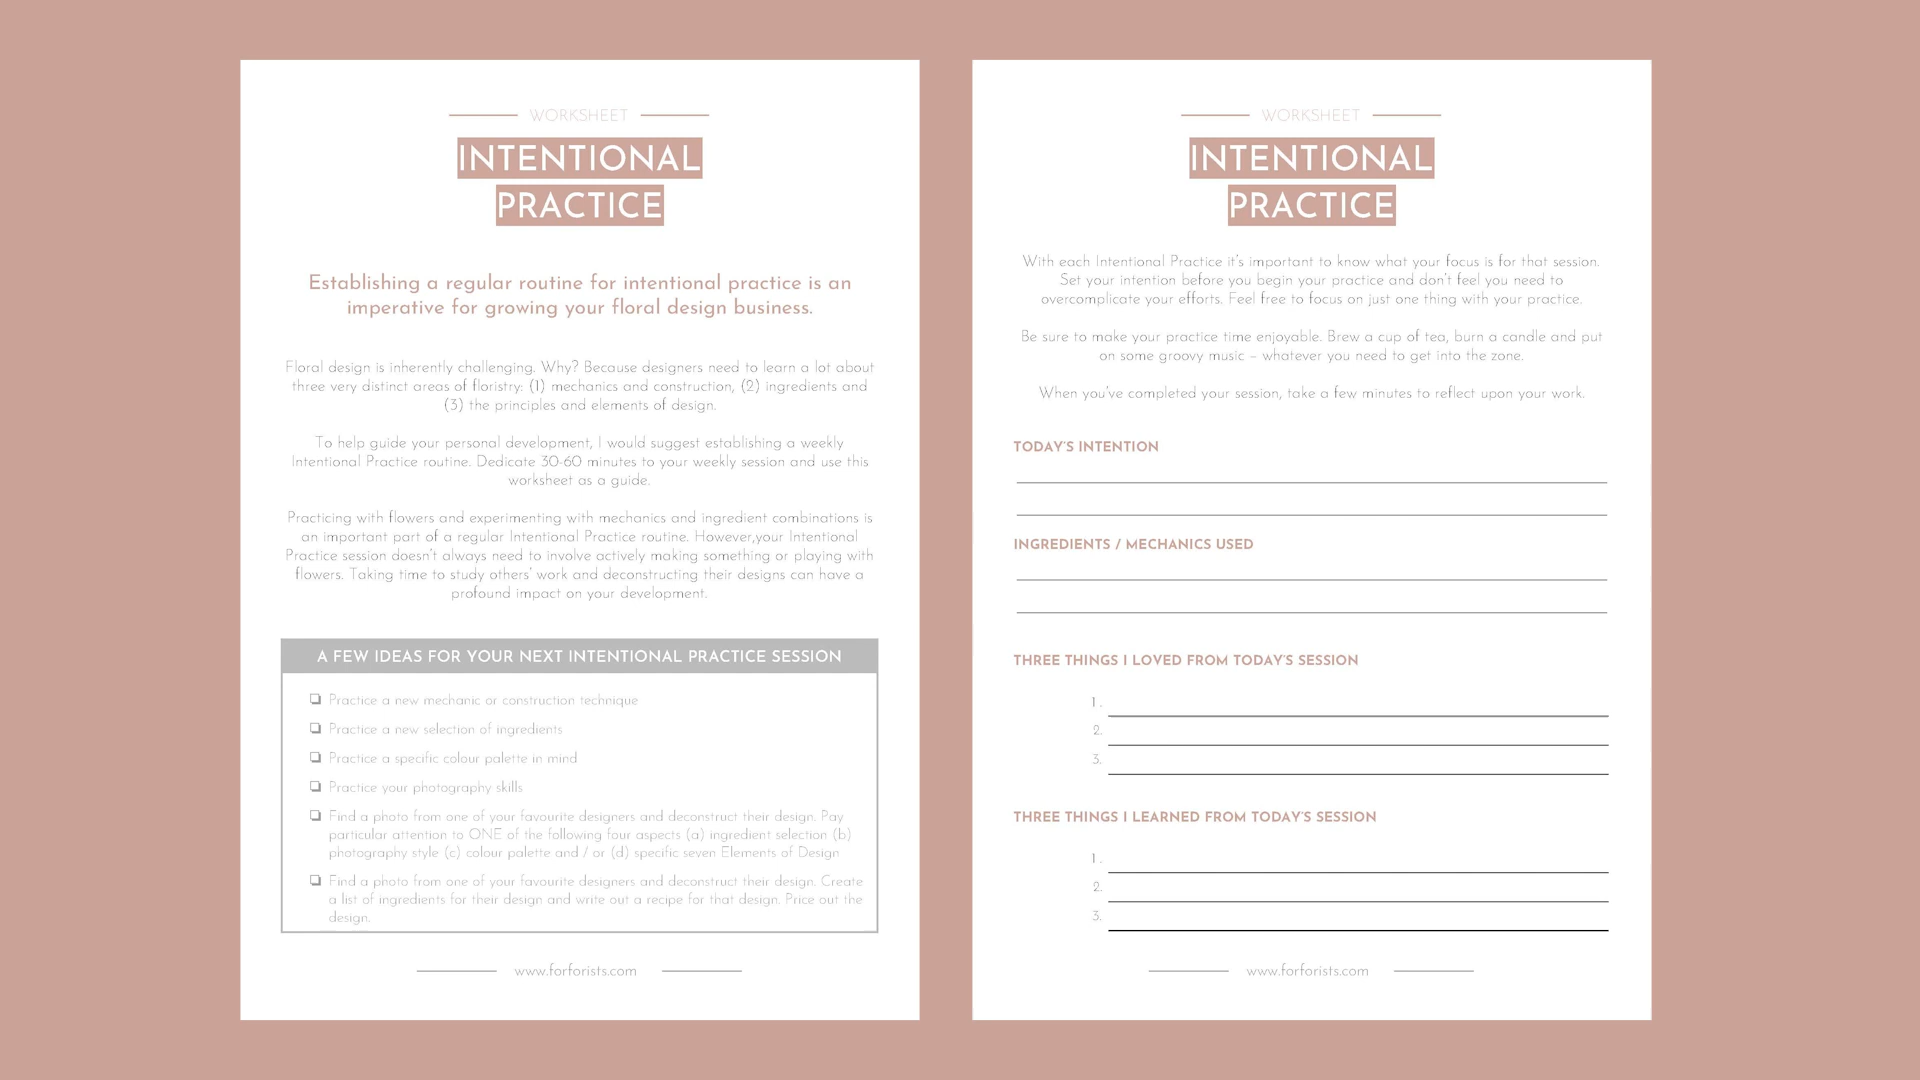 WORKSHEET
INTENTIONAL
PRACTICE
Establishing a regular routine for intentional practice is an
imperative for growing your floral design business.
Floral design is inherently challenging. Why? Because designers need to learn a lot about
three very distinct areas of floristry: (1) mechanics and construction, (2) ingredients and
(3) the principles and elements of design.
To help guide your personal development, I would suggest establishing a weekly
Intentional Practice routine. Dedicate 30-60 minutes to your weekly session and use this
worksheet as a guide.
Practicing with flowers and experimenting with mechanics and ingredient combinations is
an important part of a regular Intentional Practice routine. However,your Intentional
Practice session doesn't always need to involve actively making something or playing with
flowers. Taking time to study others' work and deconstructing their designs can have a
profound impact on your development.
A FEW IDEAS FOR YOUR NEXT INTENTIONAL PRACTICE SESSION
❏ Practice a new mechanic or construction technique
❏ Practice a new selection of ingredients
❏ Practice a specific colour palette in mind
❏ Practice your photography skills
❏ Find a photo from one of your favourite designers and deconstruct their design. Pay
particular attention to ONE of the following four aspects (a) ingredient selection (b)
photography style (c) colour palette and / or (d) specific seven Elements of Design
❏ Find a photo from one of your favourite designers and deconstruct their design. Create
a list of ingredients for their design and write out a recipe for that design. Price out the
design.
www.forforists.com
WORKSHEET
INTENTIONAL
PRACTICE
With each Intentional Practice it's important to know what your focus is for that session.
Set your intention before you begin your practice and don't feel you need to
overcomplicate your efforts. Feel free to focus on just one thing with your practice.
Be sure to make your practice time enjoyable. Brew a cup of tea, burn a candle and put
on some groovy music – whatever you need to get into the zone.
When you've completed your session, take a few minutes to reflect upon your work.
TODAY'S INTENTION
INGREDIENTS / MECHANICS USED
THREE THINGS I LOVED FROM TODAY'S SESSION
1.
2.
3.
THREE THINGS I LEARNED FROM TODAY'S SESSION
1.
2.
3.
www.forforists.com